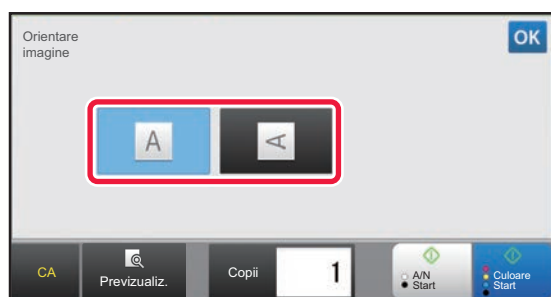 Orientare
imagine
OK
A
A
CA
Previzualiz.
Copii
1
A/N
Start
Culoare
Start